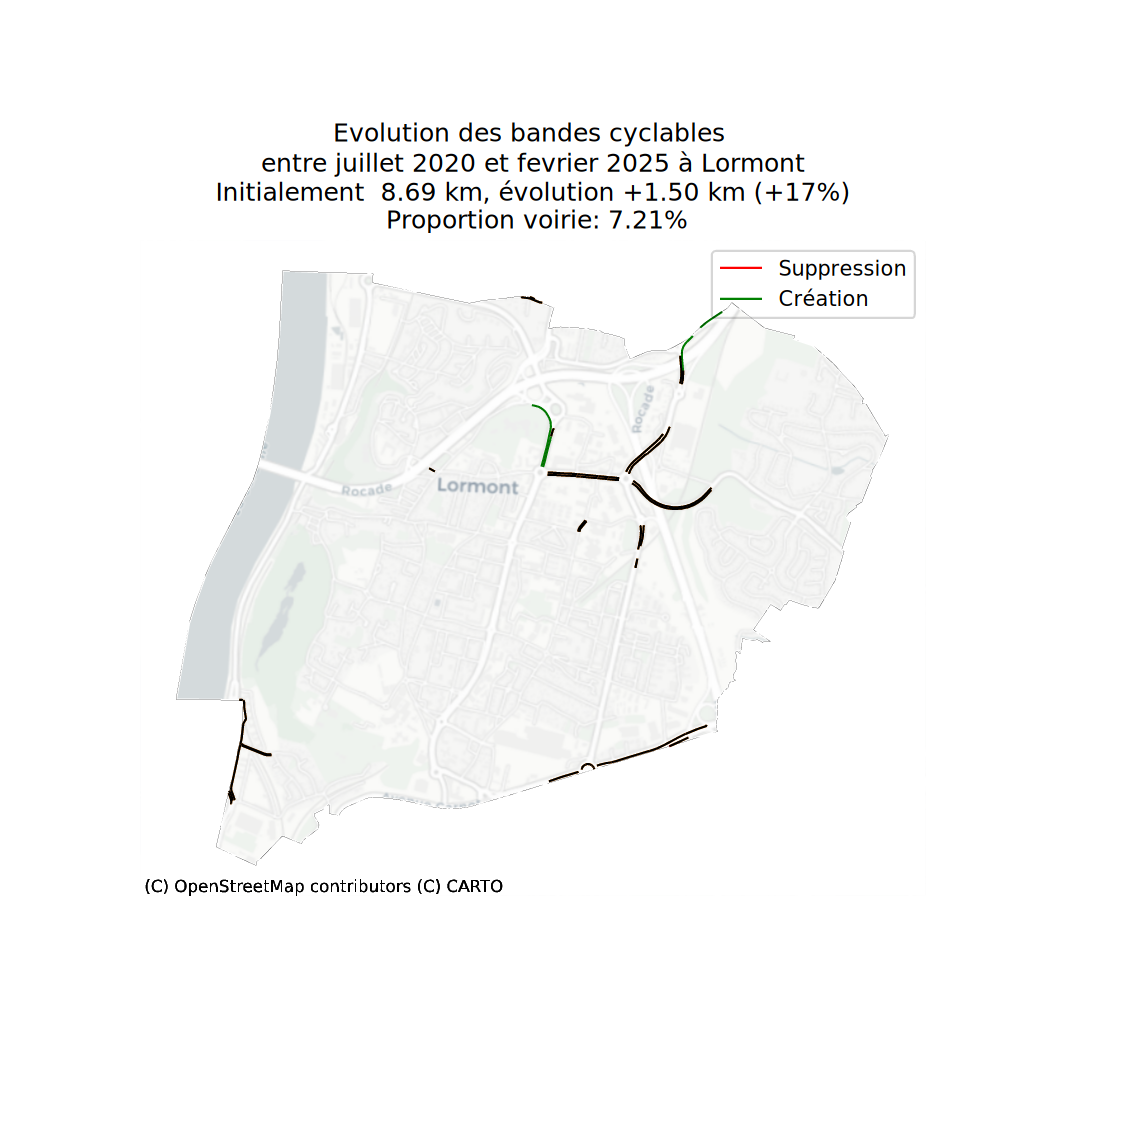 Evolution des bandes cyclables
entre juillet 2020 et fevrier 2025 à Lormont
Initialement  8.69 km, évolution +1.50 km (+17%)
Proportion voirie: 7.21%
Suppression
Création
Rocade
Rocade
Lormont
(C) OpenStreetMap contributors (C) CARTO